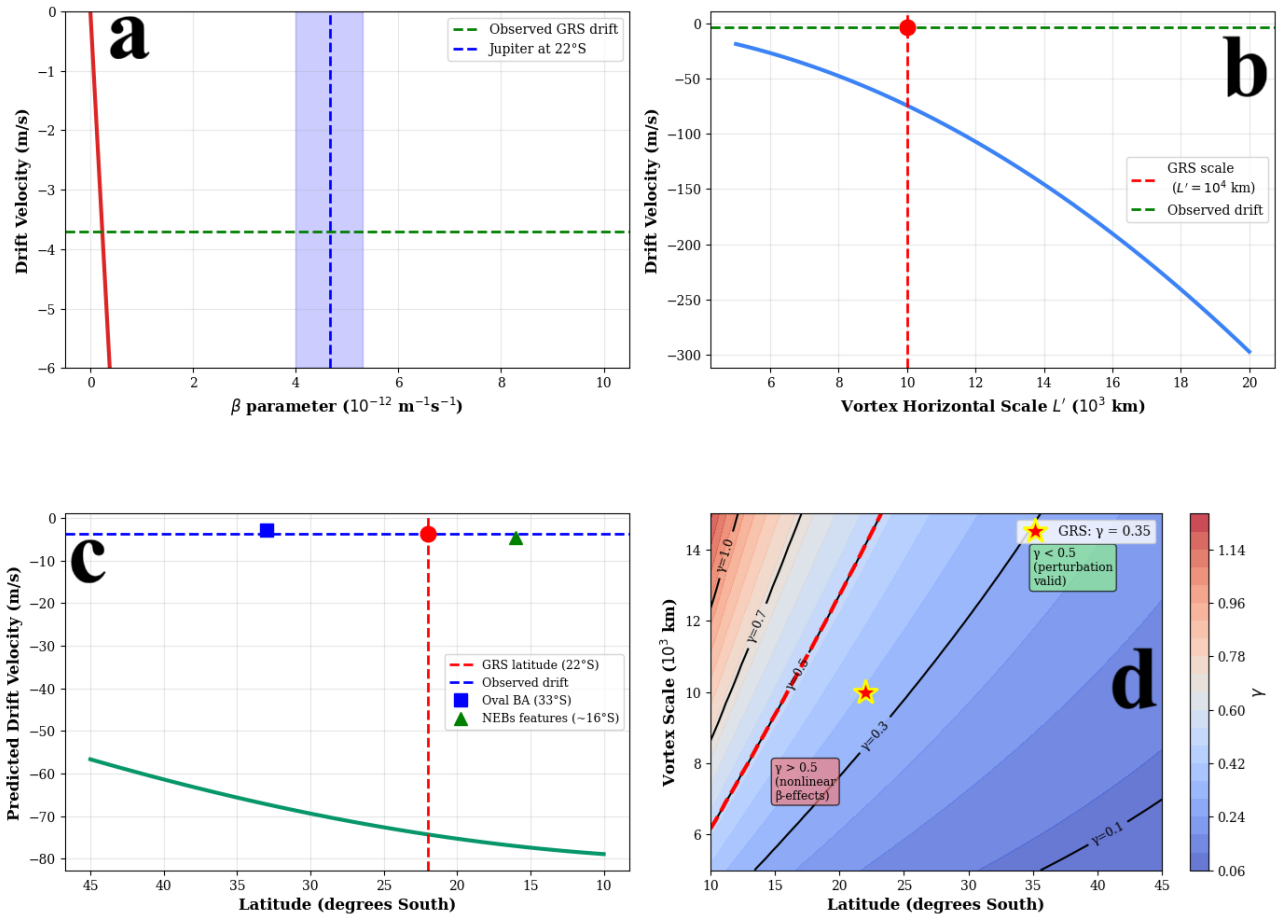 a
0
−1
−2
−3
−4
−5
−6
Drift Velocity (m/s)
Observed GRS drift
Jupiter at 22°S
0 2 4 6 8 10
β parameter (10⁻¹² m⁻¹s⁻¹)
b
0
−50
−100
−150
−200
−250
−300
Drift Velocity (m/s)
GRS scale
(L′ = 10⁴ km)
Observed drift
6 8 10 12 14 16 18 20
Vortex Horizontal Scale L′ (10³ km)
c
0
−10
−20
−30
−40
−50
−60
−70
−80
Predicted Drift Velocity (m/s)
GRS latitude (22°S)
Observed drift
Oval BA (33°S)
NEBs features (~16°S)
45 40 35 30 25 20 15 10
Latitude (degrees South)
d
14
12
10
8
6
Vortex Scale (10³ km)
GRS: γ = 0.35
γ < 0.5
(perturbation
valid)
γ=1.0
γ=0.7
γ=0.5
γ=0.3
γ=0.1
γ > 0.5
(nonlinear
β-effects)
10 15 20 25 30 35 40 45
Latitude (degrees South)
1.14
0.96
0.78
0.60
0.42
0.24
0.06
γ